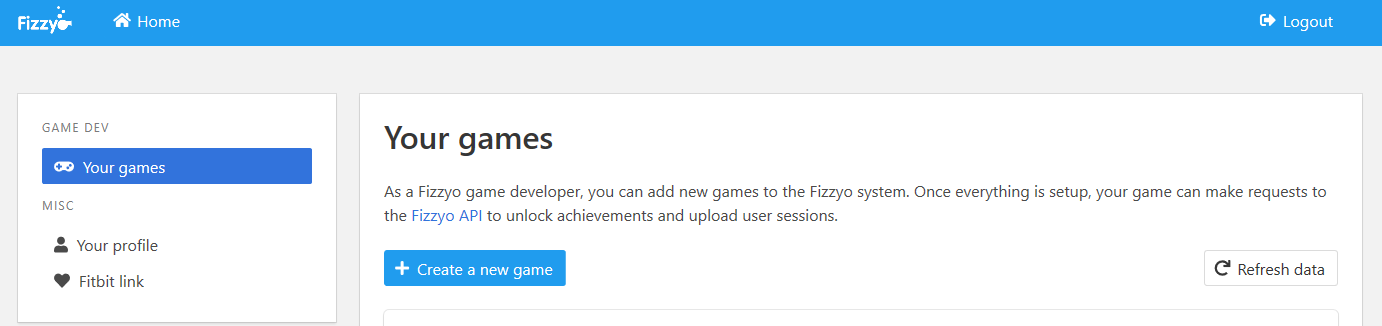 Fizzyo
Home
Logout
GAME DEV
Your games
MISC
Your profile
Fitbit link
Your games
As a Fizzyo game developer, you can add new games to the Fizzyo system. Once everything is setup, your game can make requests to
the Fizzyo API to unlock achievements and upload user sessions.
Create a new game
Refresh data